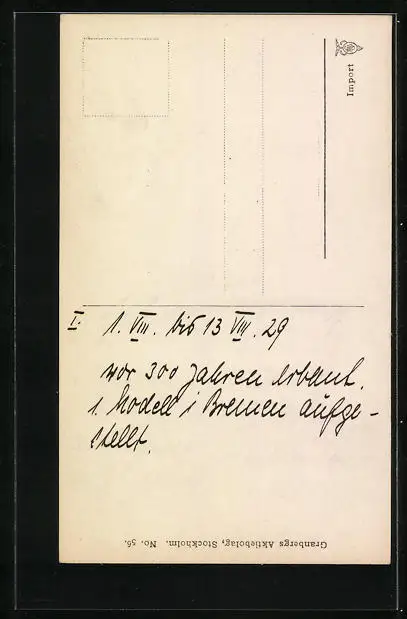 Import
I.
1. VIII. bis 13 VIII. 29
vor 300 Jahren erbaut.
1. Modell i Bremen aufge-
stellt.
Granbergs Aktiebolag, Stockholm. No. 56.